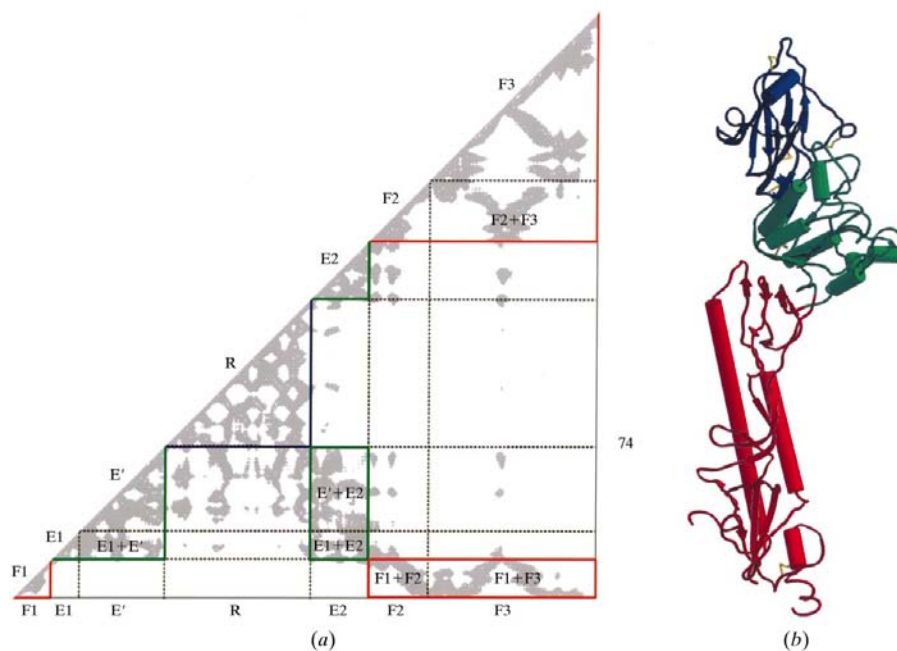 F3
F2
F2+F3
E2
R
74
E′
E′+E2
E1
E1+E′
E1+E2
F1
F1+F2
F1+F3
F1
E1
E′
R
E2
F2
F3
(a)
(b)